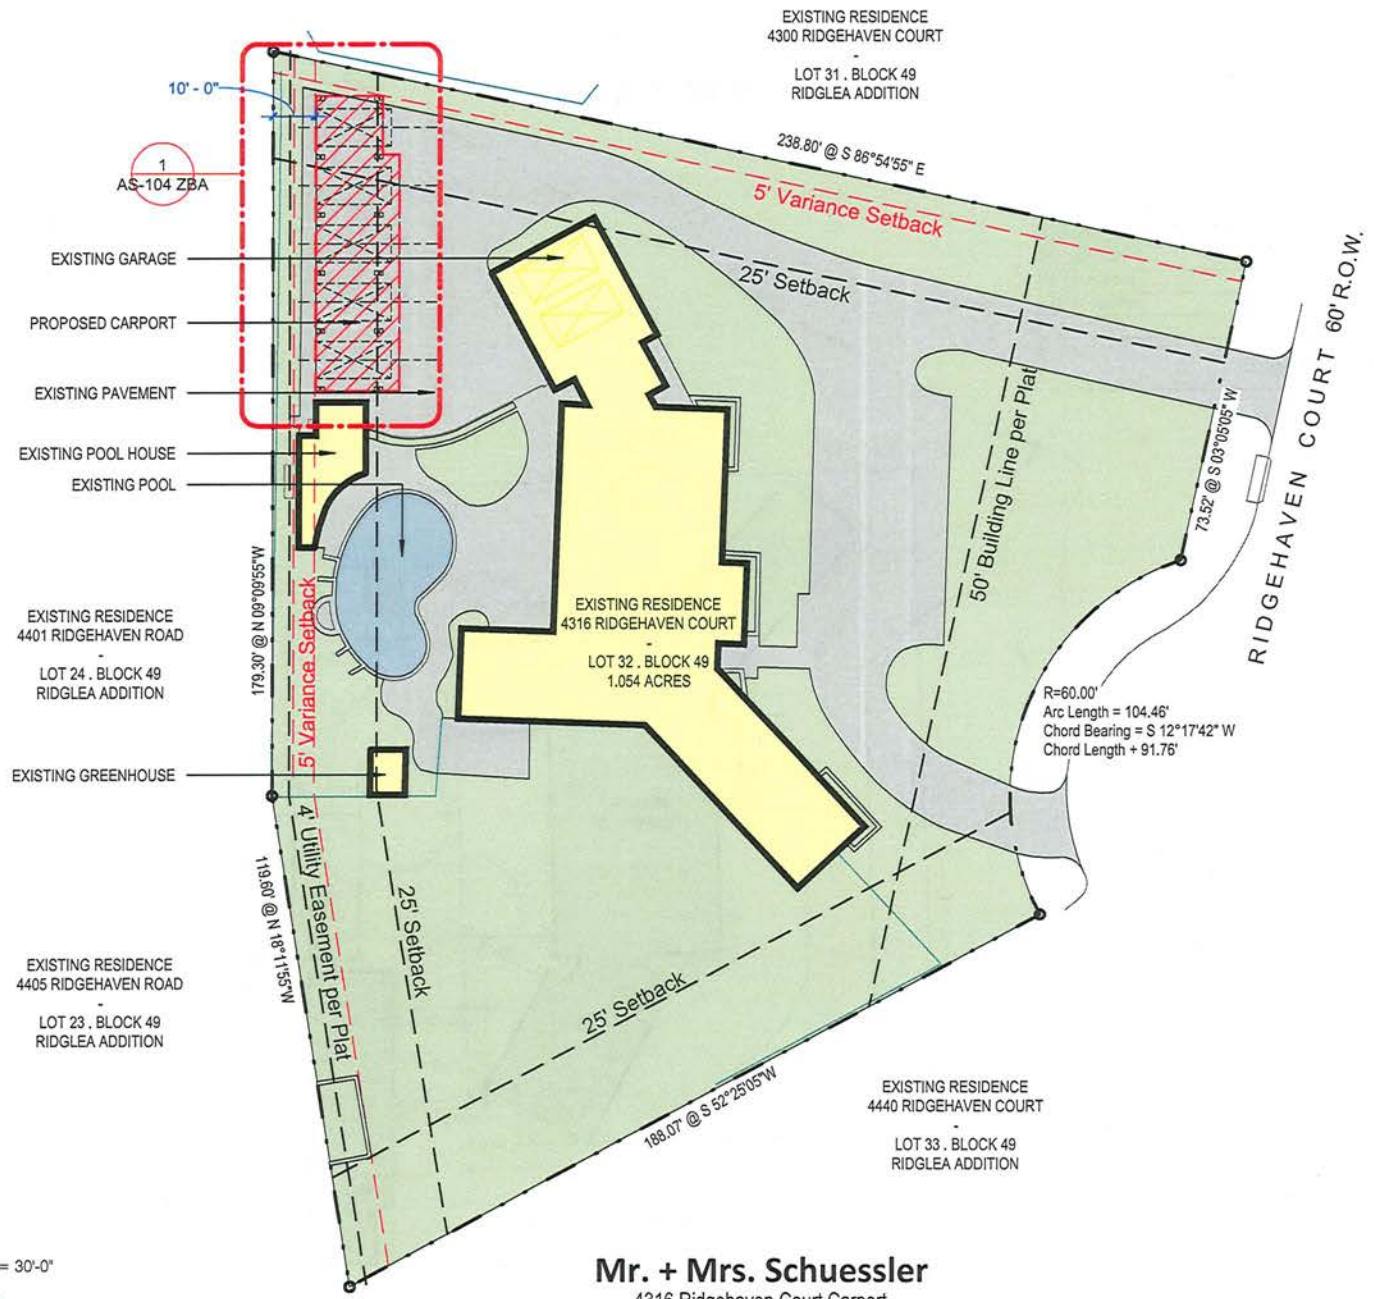 EXISTING RESIDENCE
4300 RIDGEHAVEN COURT
-
LOT 31 . BLOCK 49
RIDGLEA ADDITION
10' - 0"
1
AS-104 ZBA
238.80' @ S 86°54'55" E
5' Variance Setback
25' Setback
EXISTING GARAGE
PROPOSED CARPORT
EXISTING PAVEMENT
EXISTING POOL HOUSE
EXISTING POOL
RIDGEHAVEN COURT 60' R.O.W.
73.52' @ S 03°05'05" W
50' Building Line per Plat
176.30' @ N 09°09'55"W
5' Variance Setback
EXISTING RESIDENCE
4401 RIDGEHAVEN ROAD
-
LOT 24 . BLOCK 49
RIDGLEA ADDITION
EXISTING RESIDENCE
4316 RIDGEHAVEN COURT
-
LOT 32 . BLOCK 49
1.054 ACRES
R=60.00'
Arc Length = 104.46'
Chord Bearing = S 12°17'42" W
Chord Length + 91.76'
EXISTING GREENHOUSE
4' Utility Easement per Plat
119.60' @ N 18°11'55"W
25' Setback
25' Setback
EXISTING RESIDENCE
4405 RIDGEHAVEN ROAD
-
LOT 23 . BLOCK 49
RIDGLEA ADDITION
188.07' @ S 52°25'05"W
EXISTING RESIDENCE
4440 RIDGEHAVEN COURT
-
LOT 33 . BLOCK 49
RIDGLEA ADDITION
= 30'-0"
Mr. + Mrs. Schuessler
4316 Ridgehaven Court Carport